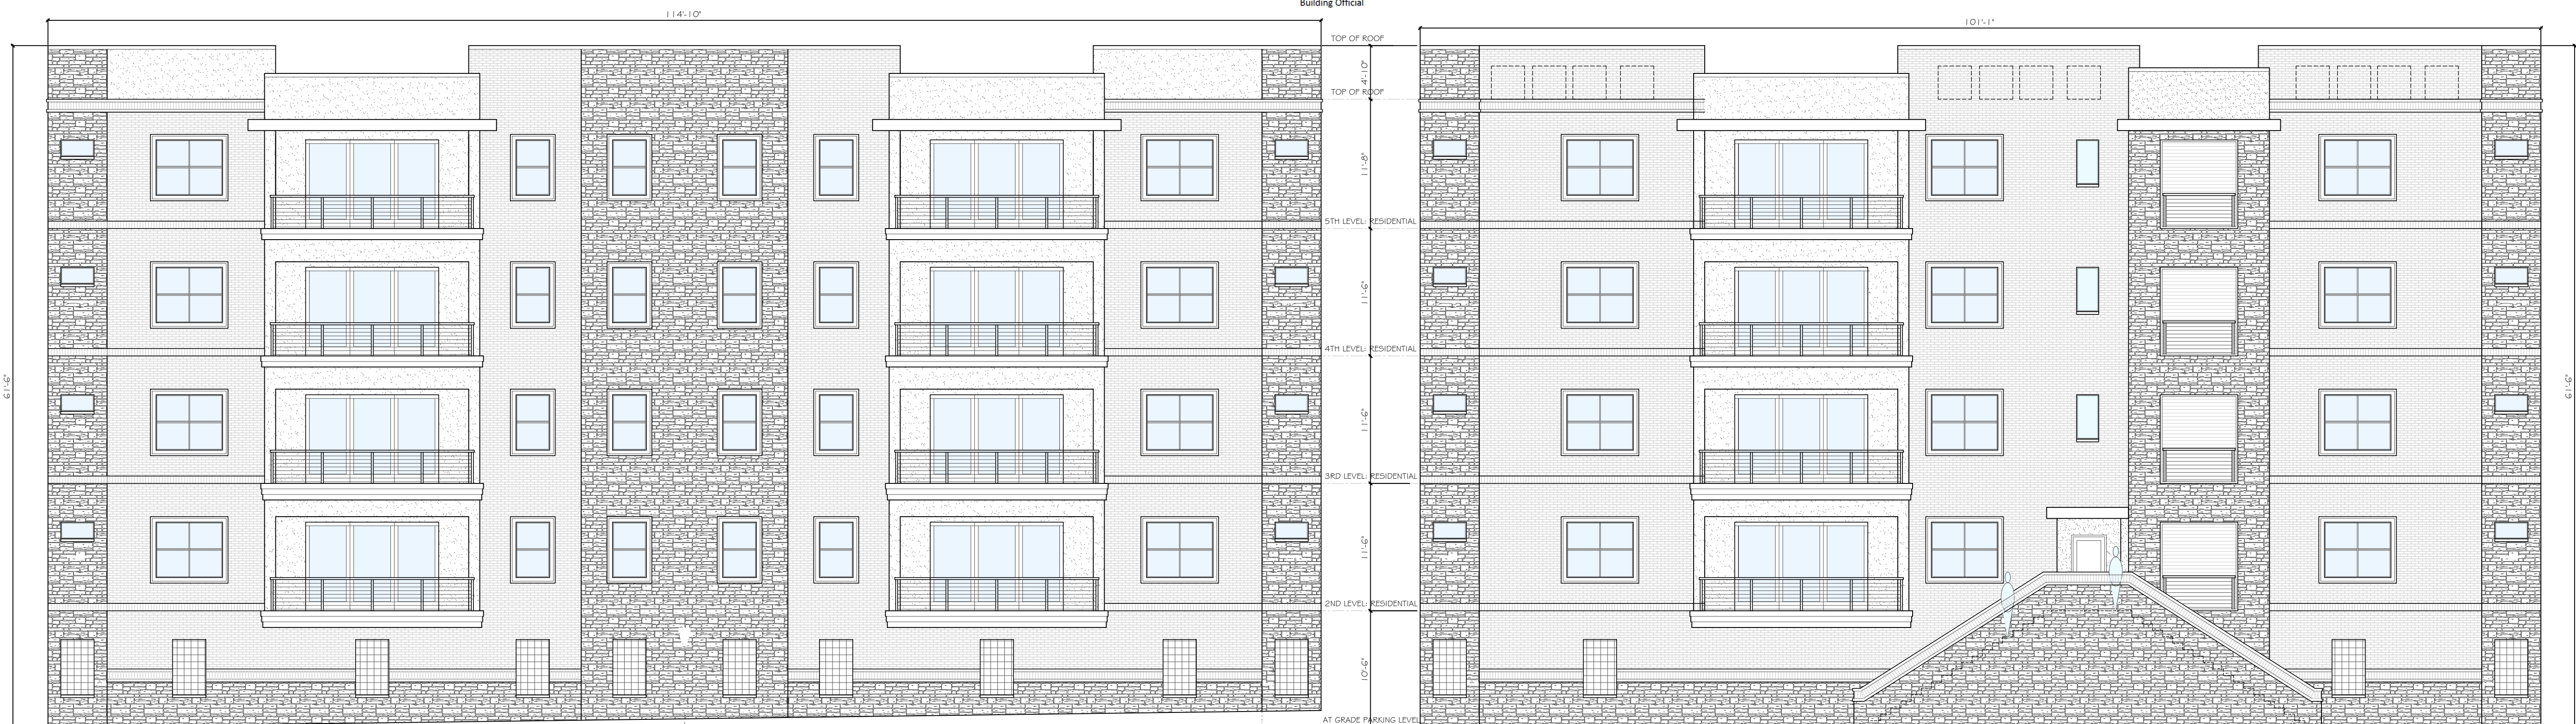 Building Official
114'-10"
101'-1"
TOP OF ROOF
4'-10"
TOP OF ROOF
11'-8"
5TH LEVEL: RESIDENTIAL
11'-6"
4TH LEVEL: RESIDENTIAL
11'-6"
3RD LEVEL: RESIDENTIAL
11'-6"
2ND LEVEL: RESIDENTIAL
10'-6"
AT GRADE PARKING LEVEL
61'-6"
61'-6"